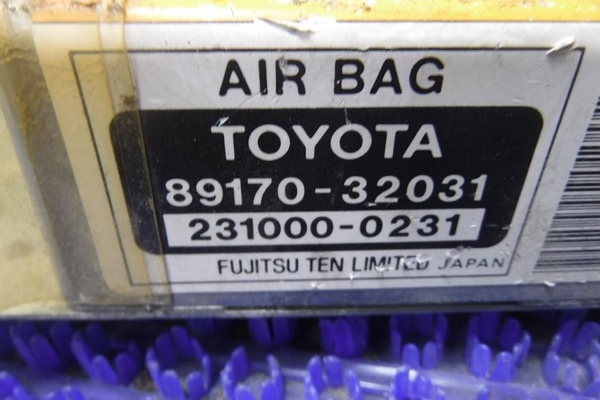 AIR BAG
TOYOTA
89170-32031
231000-0231
FUJITSU TEN LIMITED JAPAN